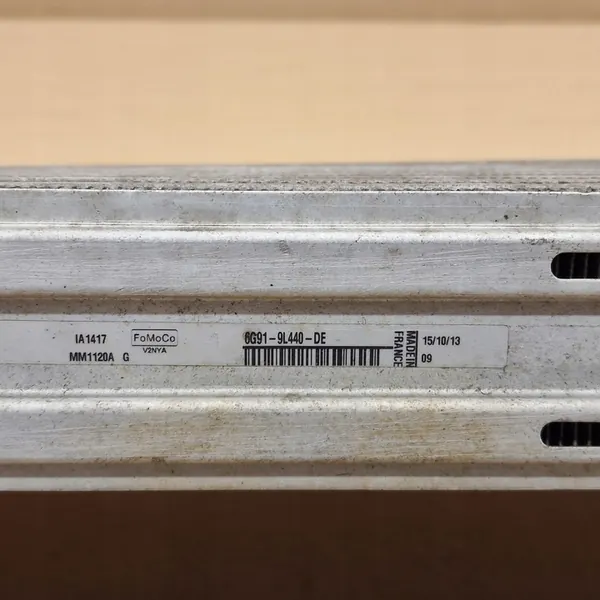 IA1417
MM1120A G
FoMoCo
V2NYA
6G91-9L440-DE
MADE IN
FRANCE
15/10/13
09